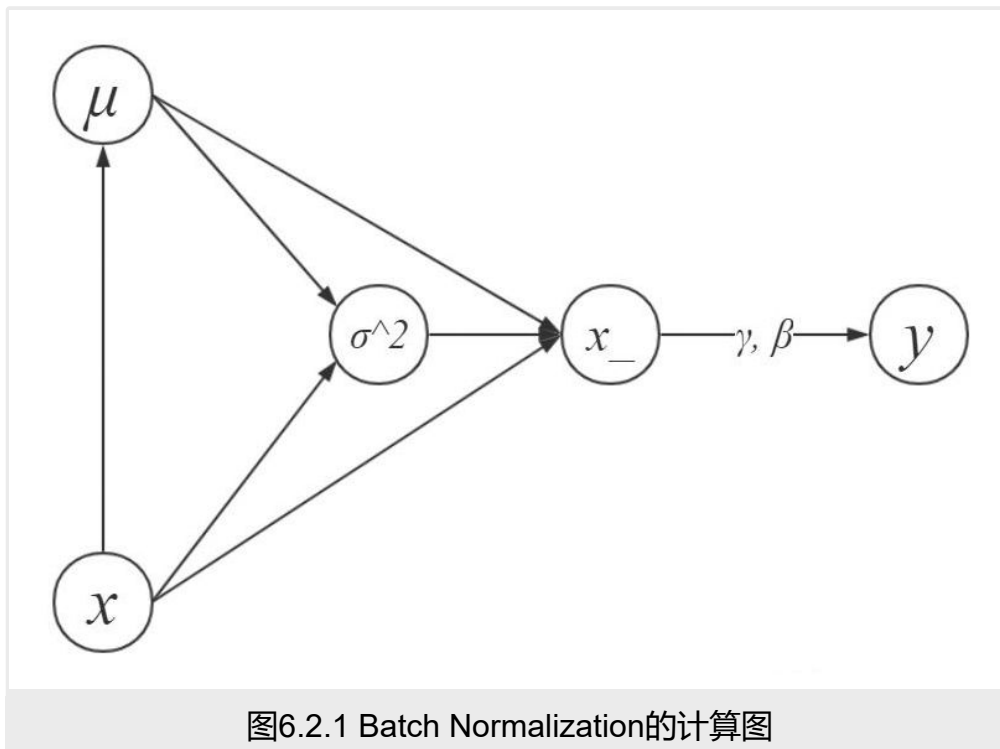 μ
σ^2
x_
γ, β
y
x
图6.2.1 Batch Normalization的计算图